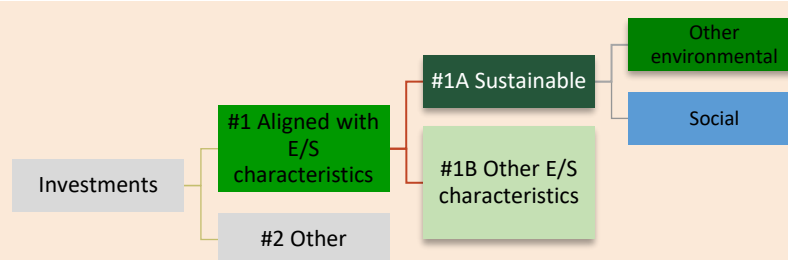 Other
environmental
#1A Sustainable
#1 Aligned with
E/S
characteristics
Social
#1B Other E/S
characteristics
Investments
#2 Other